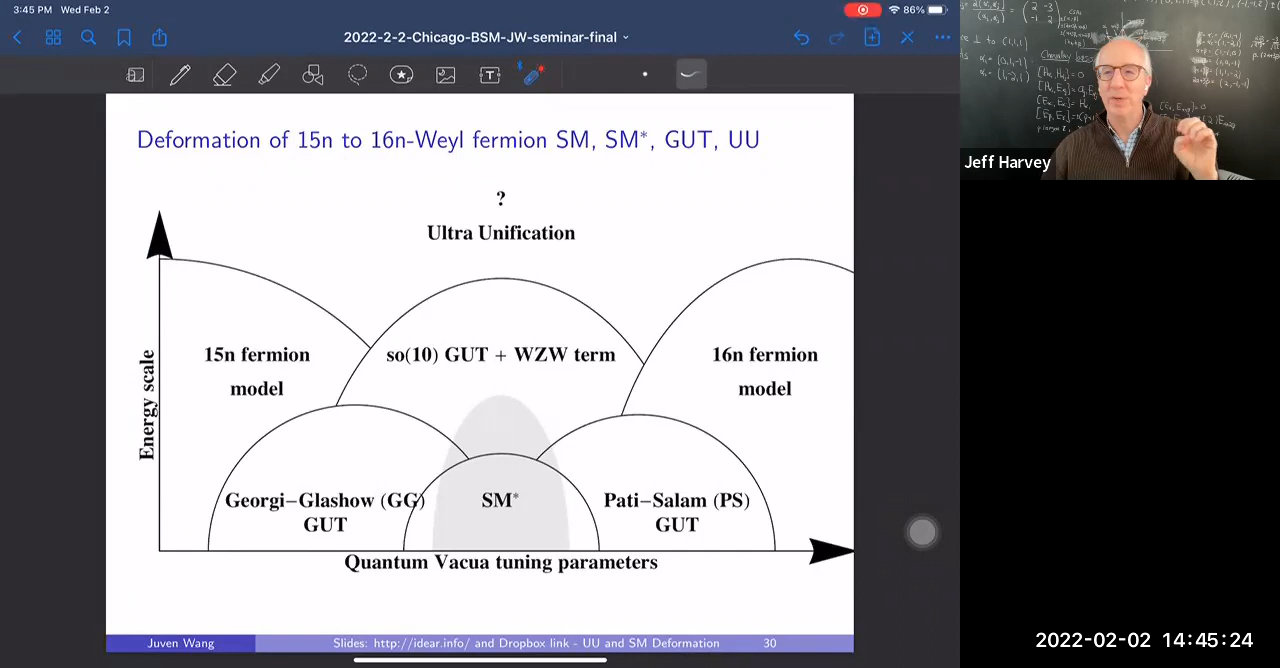 3:45 PM Wed Feb 2
86%
2022-2-2-Chicago-BSM-JW-seminar-final
Deformation of 15n to 16n-Weyl fermion SM, SM*, GUT, UU
?
Ultra Unification
Energy scale
15n fermion
model
so(10) GUT + WZW term
16n fermion
model
Georgi−Glashow (GG)
GUT
SM*
Pati−Salam (PS)
GUT
Quantum Vacua tuning parameters
Juven Wang
Slides: http://idear.info/ and Dropbox link - UU and SM Deformation
30
Jeff Harvey
2022-02-02 14:45:24